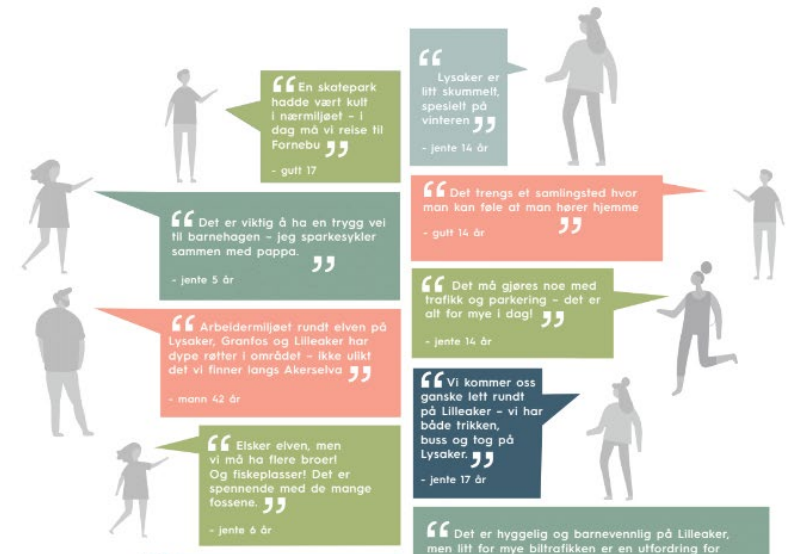 “En skatepark
hadde vært kult
i nærmiljøet – i
dag må vi reise til
Fornebu”
- gutt 17
“Det er viktig å ha en trygg vei
til barnehagen – jeg sparkesykler
sammen med pappa.
”
- jente 5 år
“Arbeidermiljøet rundt elven på
Lysaker, Granfos og Lilleaker har
dype røtter i området – ikke ulikt
det vi finner langs Akerselva”
- mann 42 år
“Elsker elven, men
vi må ha flere broer!
Og fiskeplasser! Det er
spennende med de mange
fossene.”
- jente 6 år
“
Lysaker er
litt skummelt,
spesielt på
vinteren”
- jente 14 år
“Det trengs et samlingsted hvor
man kan føle at man hører hjemme
”
- gutt 14 år
“Det må gjøres noe med
trafikk og parkering – det er
alt for mye i dag!”
- jente 14 år
“Vi kommer oss
ganske lett rundt
på Lilleaker – vi har
både trikken,
buss og tog på
Lysaker.”
- jente 17 år
“Det er hyggelig og barnevennlig på Lilleaker,
men litt for mye biltrafikken er en utfordring for